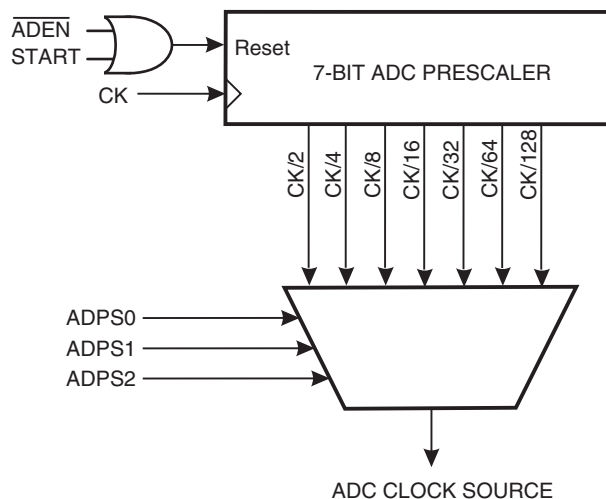 ADEN
START
Reset
7-BIT ADC PRESCALER
CK
CK/2
CK/4
CK/8
CK/16
CK/32
CK/64
CK/128
ADPS0
ADPS1
ADPS2
ADC CLOCK SOURCE